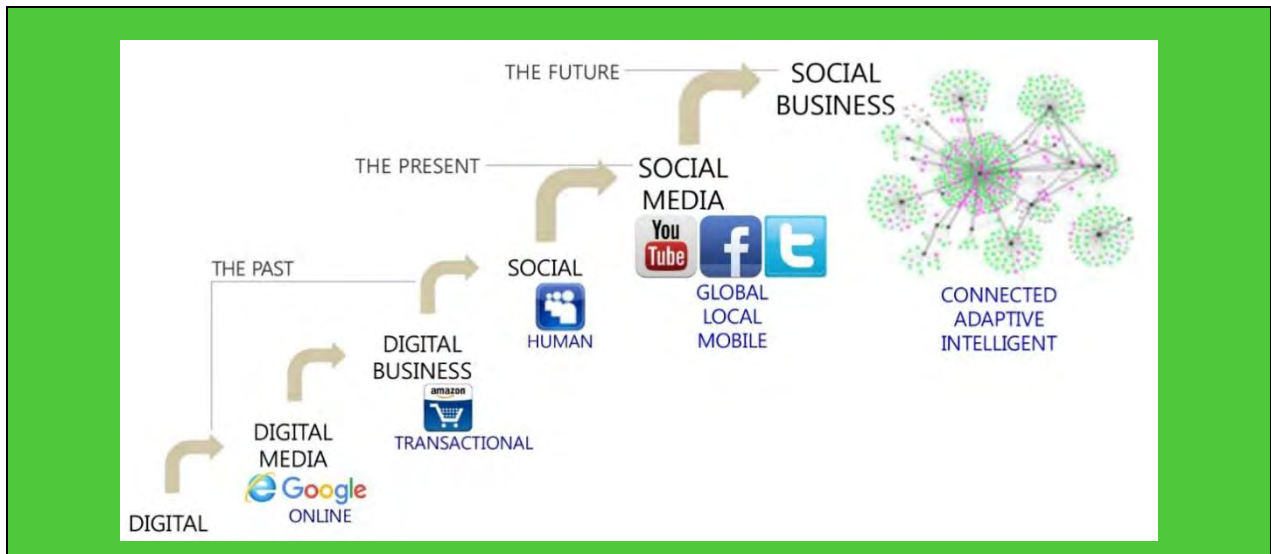 THE FUTURE
SOCIAL
BUSINESS
THE PRESENT
SOCIAL
MEDIA
You
Tube
f
t
GLOBAL
LOCAL
MOBILE
CONNECTED
ADAPTIVE
INTELLIGENT
THE PAST
SOCIAL
HUMAN
DIGITAL
BUSINESS
amazon
TRANSACTIONAL
DIGITAL
MEDIA
e Google
ONLINE
DIGITAL